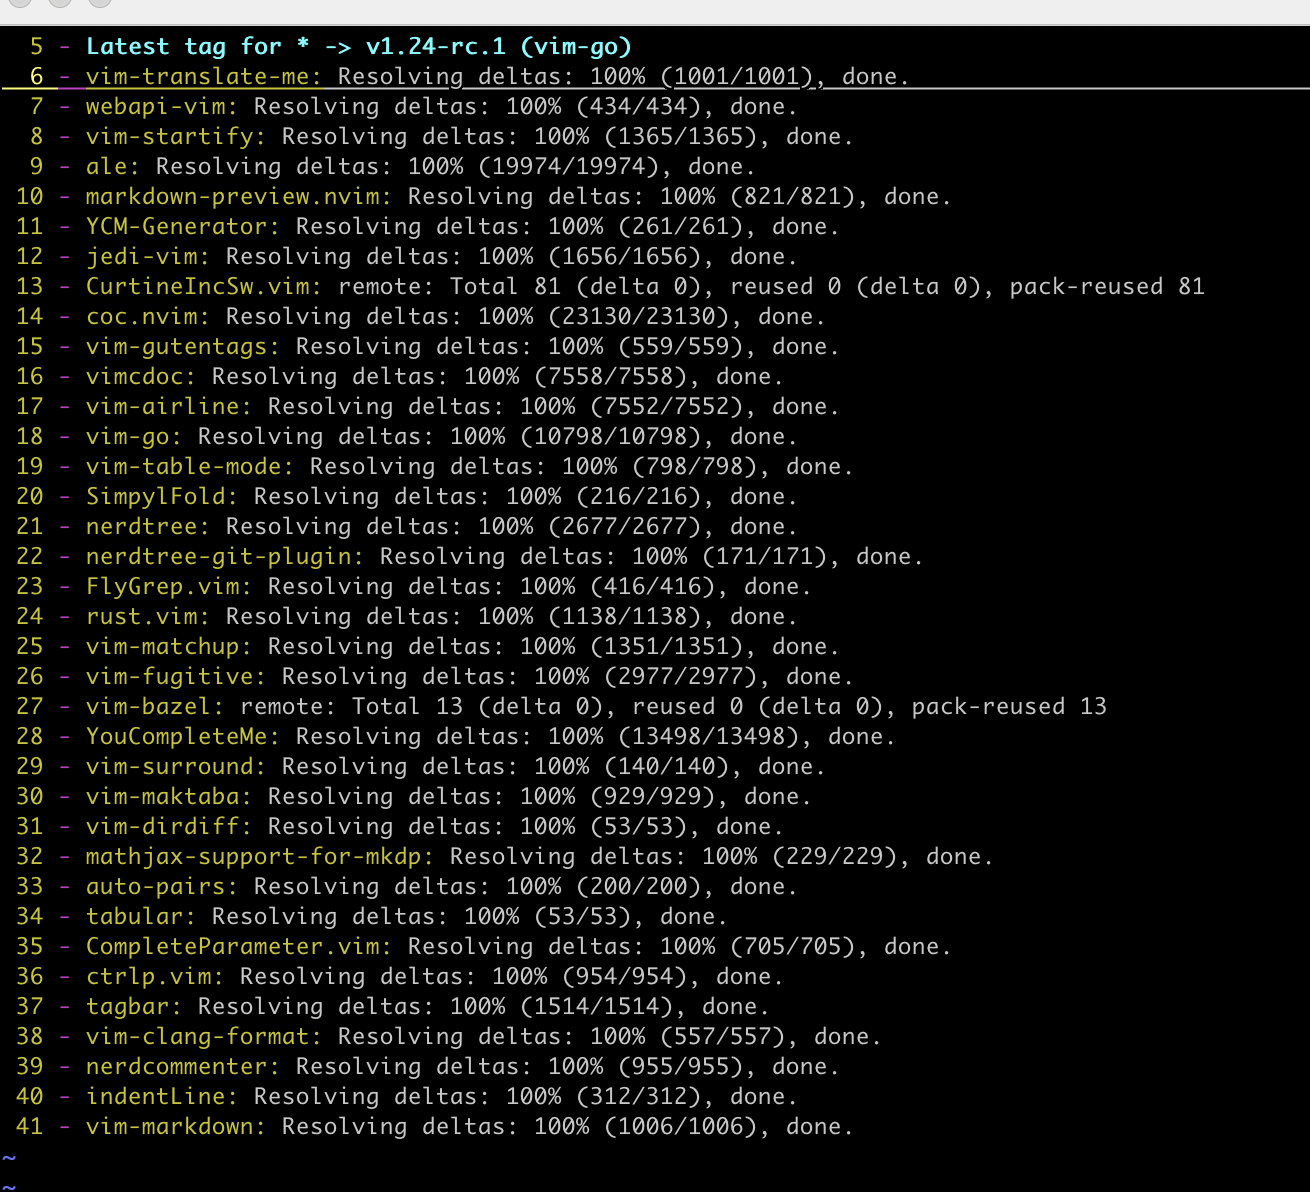 5 - Latest tag for * -> v1.24-rc.1 (vim-go)
6 - vim-translate-me: Resolving deltas: 100% (1001/1001), done.
7 - webapi-vim: Resolving deltas: 100% (434/434), done.
8 - vim-startify: Resolving deltas: 100% (1365/1365), done.
9 - ale: Resolving deltas: 100% (19974/19974), done.
10 - markdown-preview.nvim: Resolving deltas: 100% (821/821), done.
11 - YCM-Generator: Resolving deltas: 100% (261/261), done.
12 - jedi-vim: Resolving deltas: 100% (1656/1656), done.
13 - CurtineIncSw.vim: remote: Total 81 (delta 0), reused 0 (delta 0), pack-reused 81
14 - coc.nvim: Resolving deltas: 100% (23130/23130), done.
15 - vim-gutentags: Resolving deltas: 100% (559/559), done.
16 - vimcdoc: Resolving deltas: 100% (7558/7558), done.
17 - vim-airline: Resolving deltas: 100% (7552/7552), done.
18 - vim-go: Resolving deltas: 100% (10798/10798), done.
19 - vim-table-mode: Resolving deltas: 100% (798/798), done.
20 - SimpylFold: Resolving deltas: 100% (216/216), done.
21 - nerdtree: Resolving deltas: 100% (2677/2677), done.
22 - nerdtree-git-plugin: Resolving deltas: 100% (171/171), done.
23 - FlyGrep.vim: Resolving deltas: 100% (416/416), done.
24 - rust.vim: Resolving deltas: 100% (1138/1138), done.
25 - vim-matchup: Resolving deltas: 100% (1351/1351), done.
26 - vim-fugitive: Resolving deltas: 100% (2977/2977), done.
27 - vim-bazel: remote: Total 13 (delta 0), reused 0 (delta 0), pack-reused 13
28 - YouCompleteMe: Resolving deltas: 100% (13498/13498), done.
29 - vim-surround: Resolving deltas: 100% (140/140), done.
30 - vim-maktaba: Resolving deltas: 100% (929/929), done.
31 - vim-dirdiff: Resolving deltas: 100% (53/53), done.
32 - mathjax-support-for-mkdp: Resolving deltas: 100% (229/229), done.
33 - auto-pairs: Resolving deltas: 100% (200/200), done.
34 - tabular: Resolving deltas: 100% (53/53), done.
35 - CompleteParameter.vim: Resolving deltas: 100% (705/705), done.
36 - ctrlp.vim: Resolving deltas: 100% (954/954), done.
37 - tagbar: Resolving deltas: 100% (1514/1514), done.
38 - vim-clang-format: Resolving deltas: 100% (557/557), done.
39 - nerdcommenter: Resolving deltas: 100% (955/955), done.
40 - indentLine: Resolving deltas: 100% (312/312), done.
41 - vim-markdown: Resolving deltas: 100% (1006/1006), done.
~
~